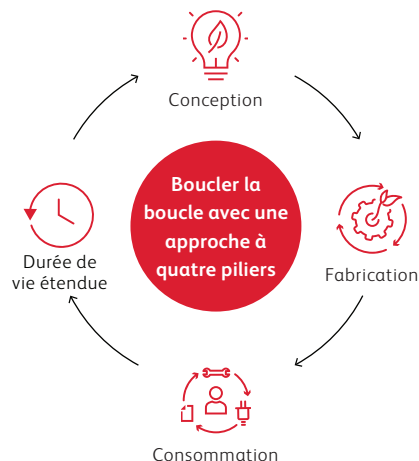 Conception
Boucler la
boucle avec une
approche à
quatre piliers
Durée de
vie étendue
Fabrication
Consommation